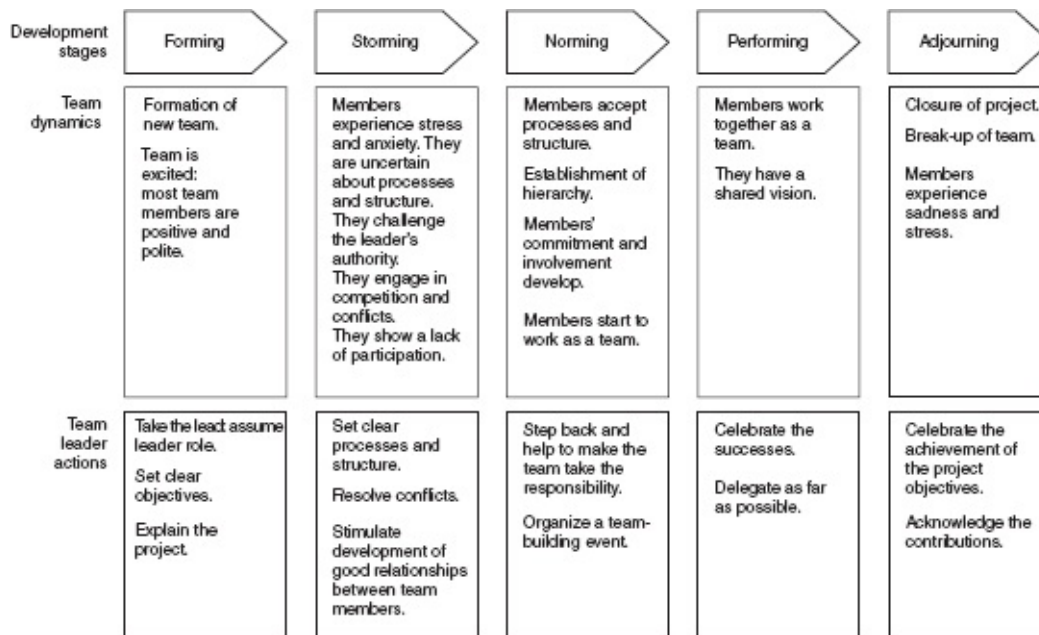 Development
stages
Forming
Storming
Norming
Performing
Adjourning
Team
dynamics
Formation of
new team.
Team is
excited:
most team
members are
positive and
polite.
Members
experience stress
and anxiety. They
are uncertain
about processes
and structure.
They challenge
the leader's
authority.
They engage in
competition and
conflicts.
They show a lack
of participation.
Members accept
processes and
structure.
Establishment of
hierarchy.
Members'
commitment and
involvement
develop.
Members start to
work as a team.
Members work
together as a
team.
They have a
shared vision.
Closure of project.
Break-up of team.
Members
experience
sadness and
stress.
Team
leader
actions
Take the lead: assume
leader role.
Set clear
objectives.
Explain the
project.
Set clear
processes and
structure.
Resolve conflicts.
Stimulate
development of
good relationships
between team
members.
Step back and
help to make the
team take the
responsibility.
Organize a team-
building event.
Celebrate the
successes.
Delegate as far
as possible.
Celebrate the
achievement of
the project
objectives.
Acknowledge the
contributions.